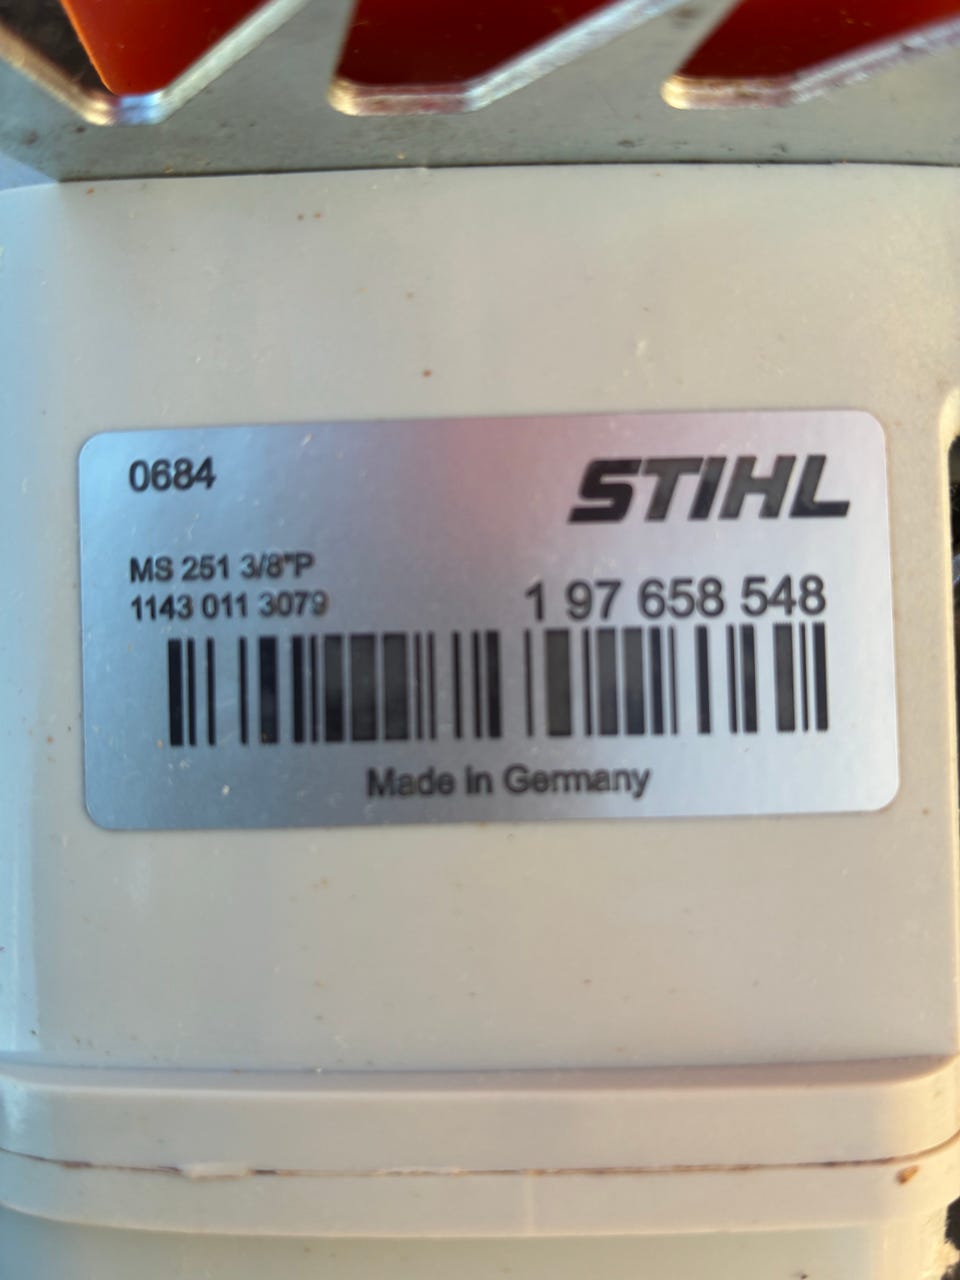 0684
STIHL
MS 251 3/8"P
1143 011 3079
1 97 658 548
Made in Germany